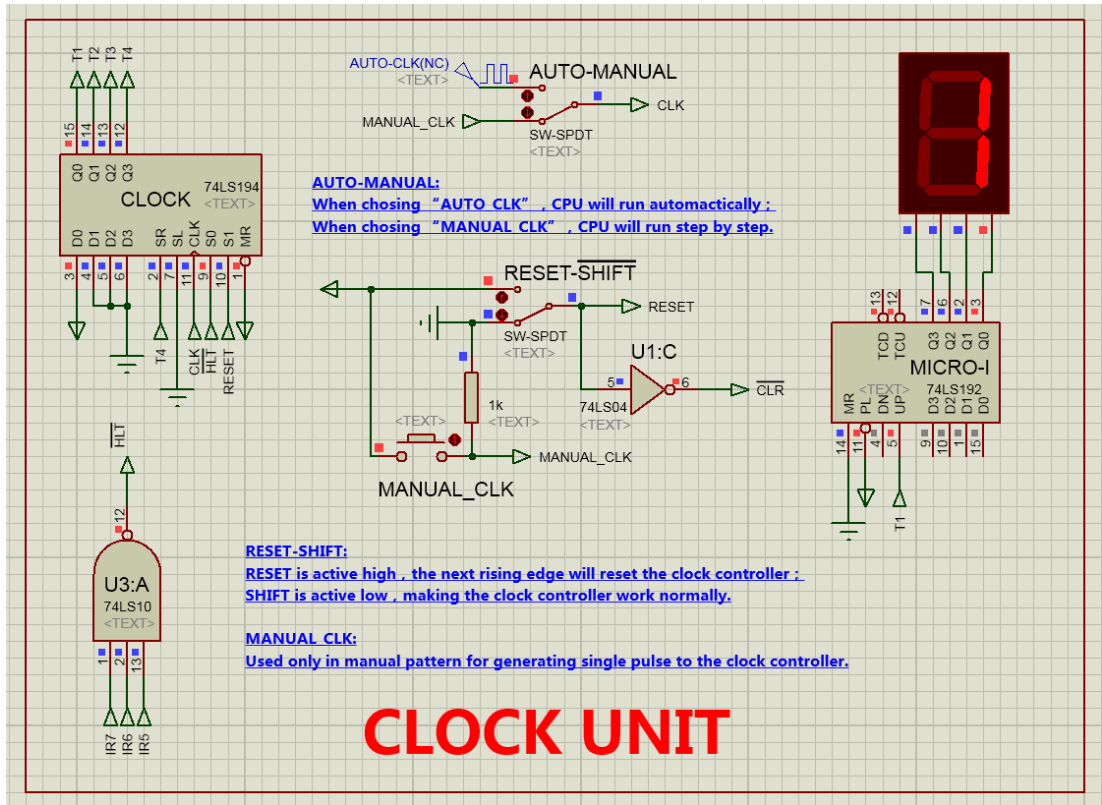 T1 T2 T3 T4
15 14 13 12
Q0 Q1 Q2 Q3
CLOCK
74LS194
<TEXT>
D0 D1 D2 D3 SR SL CLK S0 S1 MR
3 4 5 6 2 7 11 9 10 1
T4 CLK HLT RESET
AUTO-CLK(NC)
<TEXT>
AUTO-MANUAL
MANUAL_CLK
CLK
SW-SPDT
<TEXT>
AUTO-MANUAL:
When chosing “AUTO CLK”, CPU will run automactically;
When chosing “MANUAL CLK”, CPU will run step by step.
RESET-SHIFT
RESET
SW-SPDT
<TEXT>
U1:C
5 6
CLR
74LS04
<TEXT>
1k
<TEXT>
<TEXT>
MANUAL_CLK
MANUAL_CLK
1
13 12 7 6 2 3
TCD TCU Q3 Q2 Q1 Q0
MICRO-I
<TEXT>
74LS192
MR PL DN UP D3 D2 D1 D0
14 11 4 5 9 10 1 15
T1
HLT
12
U3:A
74LS10
<TEXT>
1 2 13
IR7 IR6 IR5
RESET-SHIFT:
RESET is active high, the next rising edge will reset the clock controller;
SHIFT is active low, making the clock controller work normally.
MANUAL CLK:
Used only in manual pattern for generating single pulse to the clock controller.
CLOCK UNIT